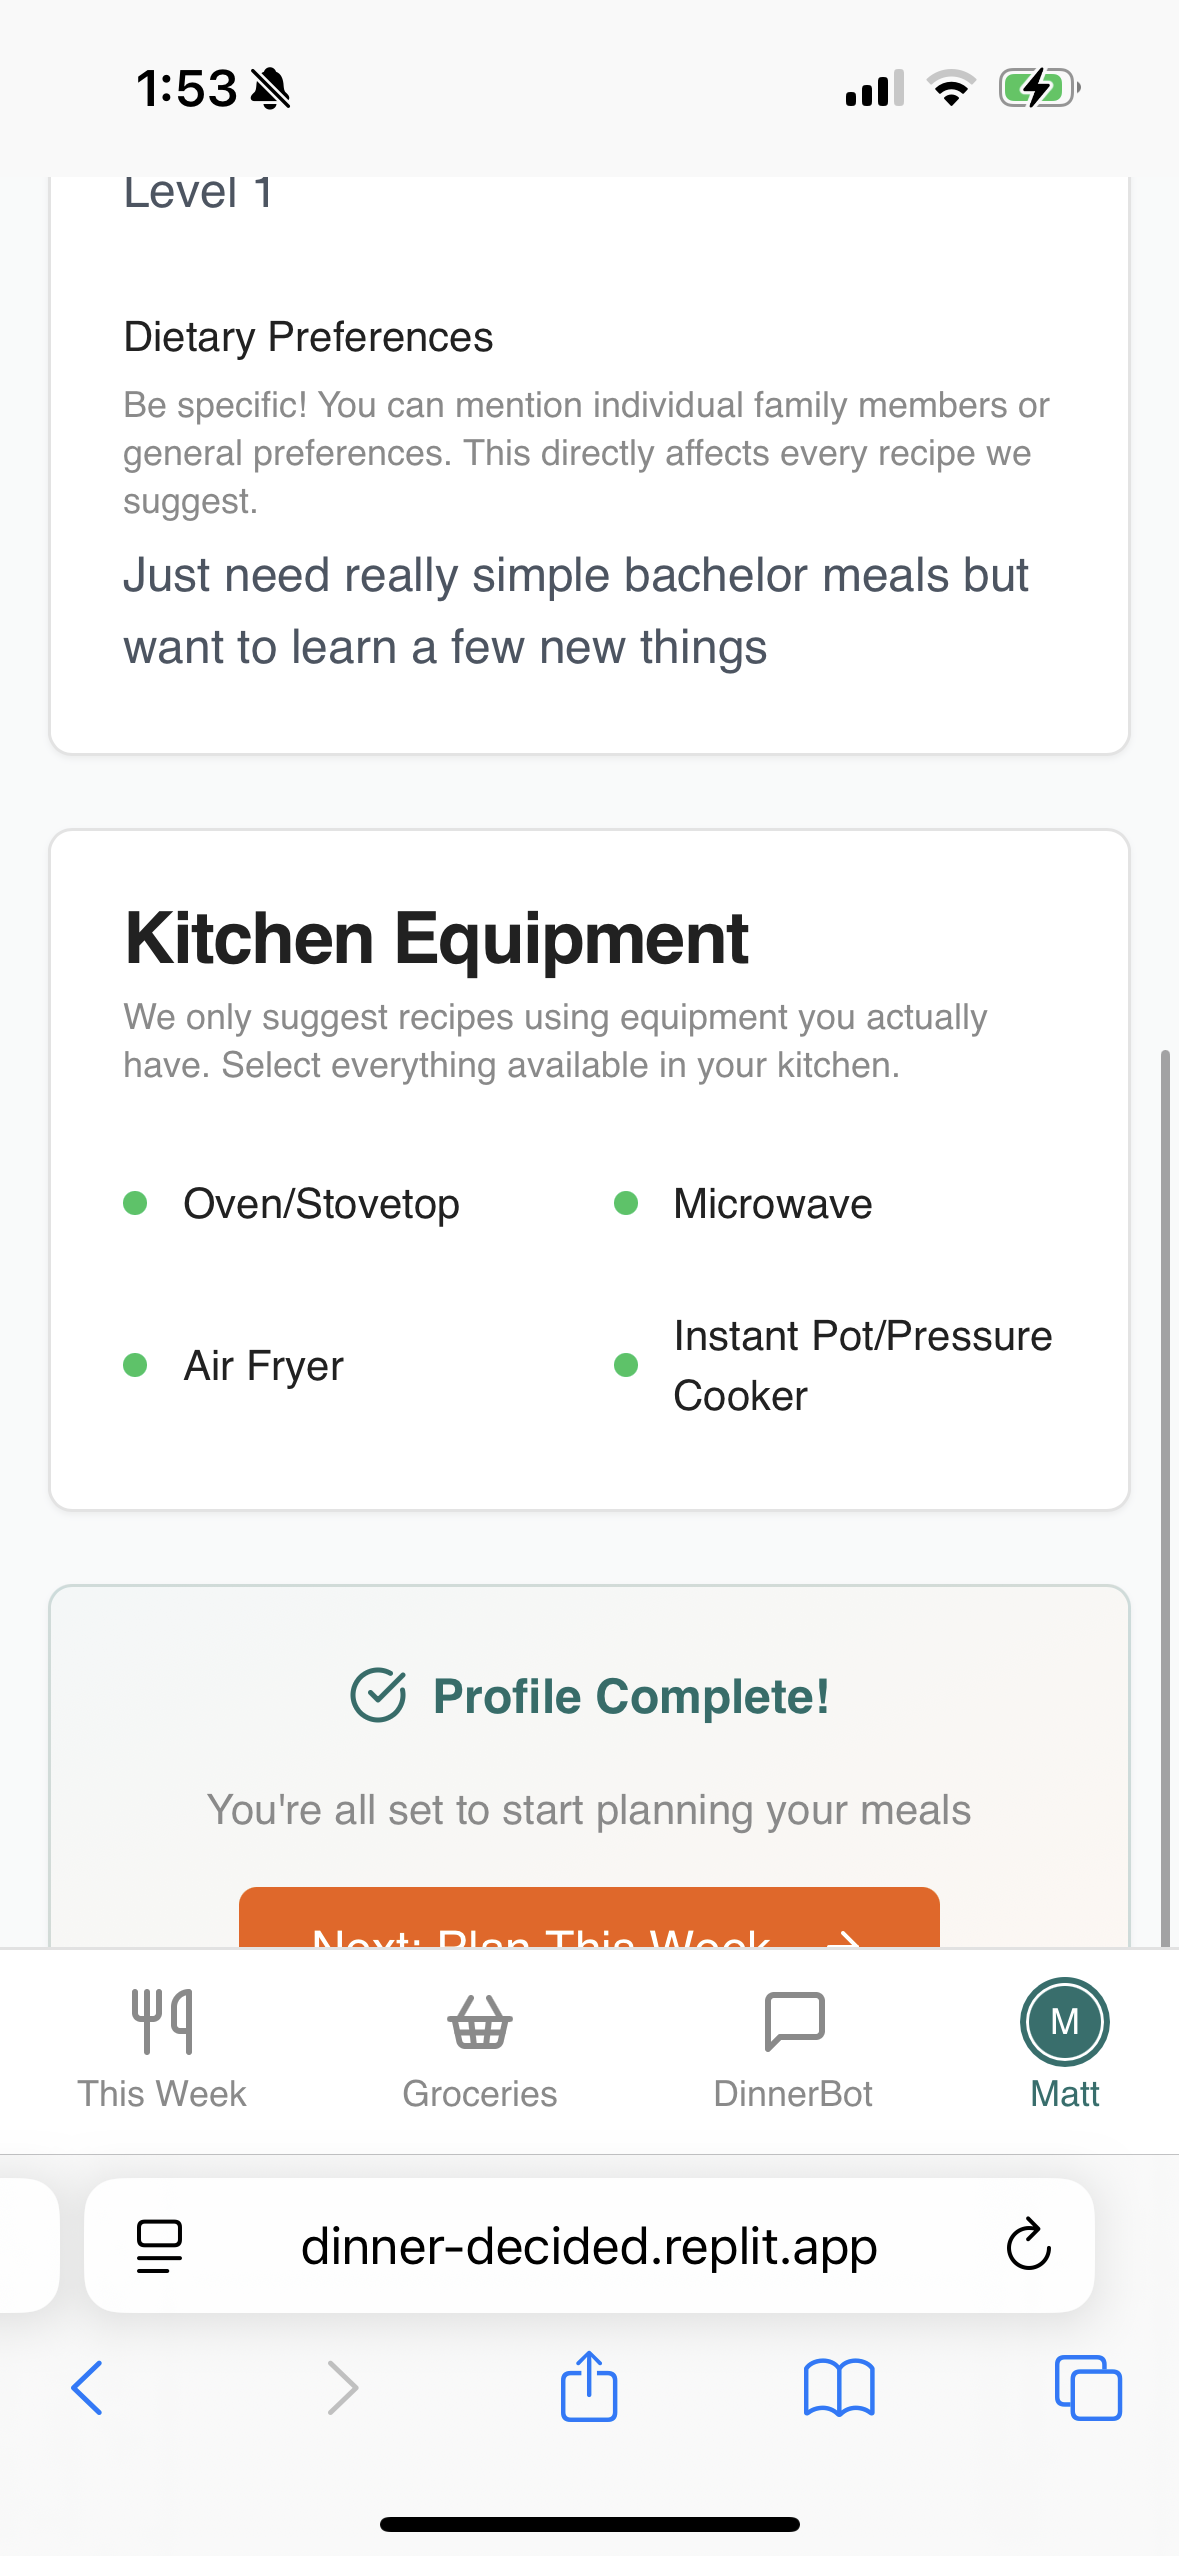 1:53
Level 1
Dietary Preferences
Be specific! You can mention individual family members or
general preferences. This directly affects every recipe we
suggest.
Just need really simple bachelor meals but
want to learn a few new things
Kitchen Equipment
We only suggest recipes using equipment you actually
have. Select everything available in your kitchen.
Oven/Stovetop
Microwave
Air Fryer
Instant Pot/Pressure
Cooker
Profile Complete!
You're all set to start planning your meals
Next: Plan This Week
M
This Week
Groceries
DinnerBot
Matt
dinner-decided.replit.app